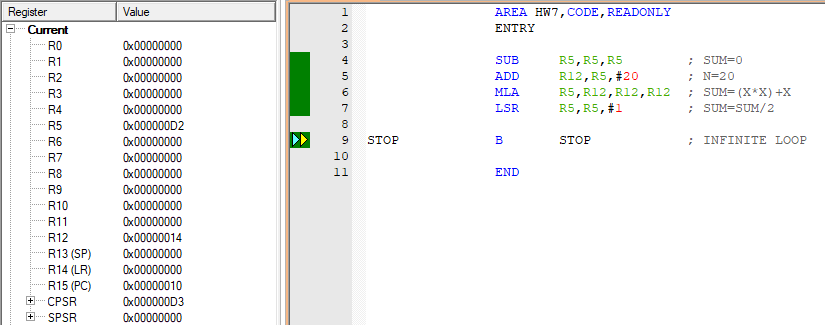 Register Value
Current
R0 0x00000000
R1 0x00000000
R2 0x00000000
R3 0x00000000
R4 0x00000000
R5 0x000000D2
R6 0x00000000
R7 0x00000000
R8 0x00000000
R9 0x00000000
R10 0x00000000
R11 0x00000000
R12 0x00000014
R13 (SP) 0x00000000
R14 (LR) 0x00000000
R15 (PC) 0x00000010
CPSR 0x000000D3
SPSR 0x00000000
1 AREA HW7,CODE,READONLY
2 ENTRY
3
4 SUB R5,R5,R5 ; SUM=0
5 ADD R12,R5,#20 ; N=20
6 MLA R5,R12,R12,R12 ; SUM=(X*X)+X
7 LSR R5,R5,#1 ; SUM=SUM/2
8
9 STOP B STOP ; INFINITE LOOP
10
11 END